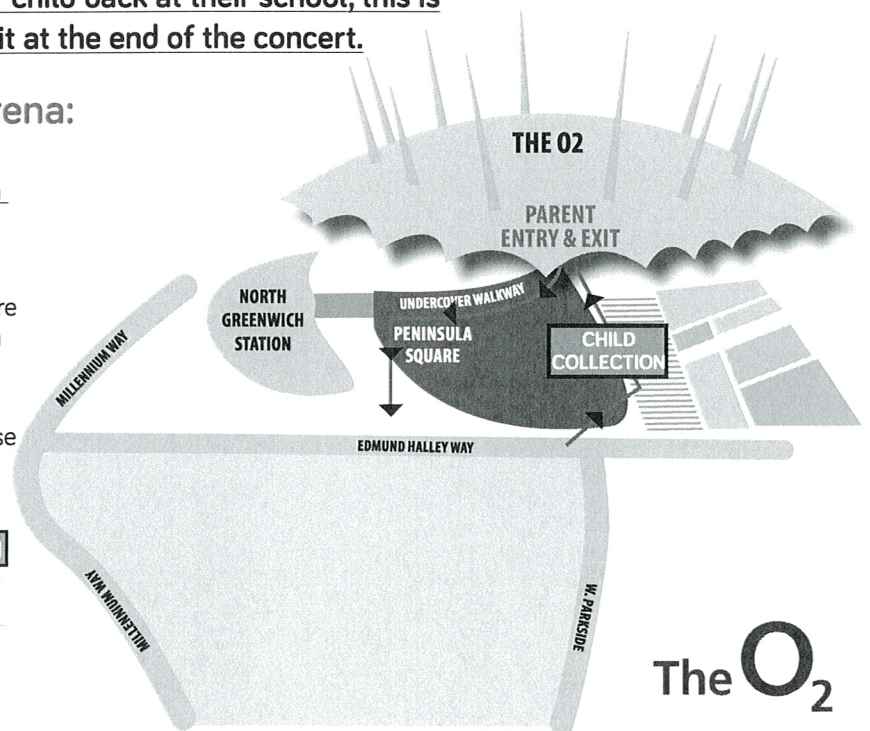 child back at their school, this is
it at the end of the concert.
rena:
THE O2
PARENT
ENTRY & EXIT
re
UNDERCOVER WALKWAY
NORTH
GREENWICH
STATION
PENINSULA
SQUARE
CHILD
COLLECTION
MILLENNIUM WAY
se
EDMUND HALLEY WAY
MILLENNIUM WAY
W. PARKSIDE
The O2